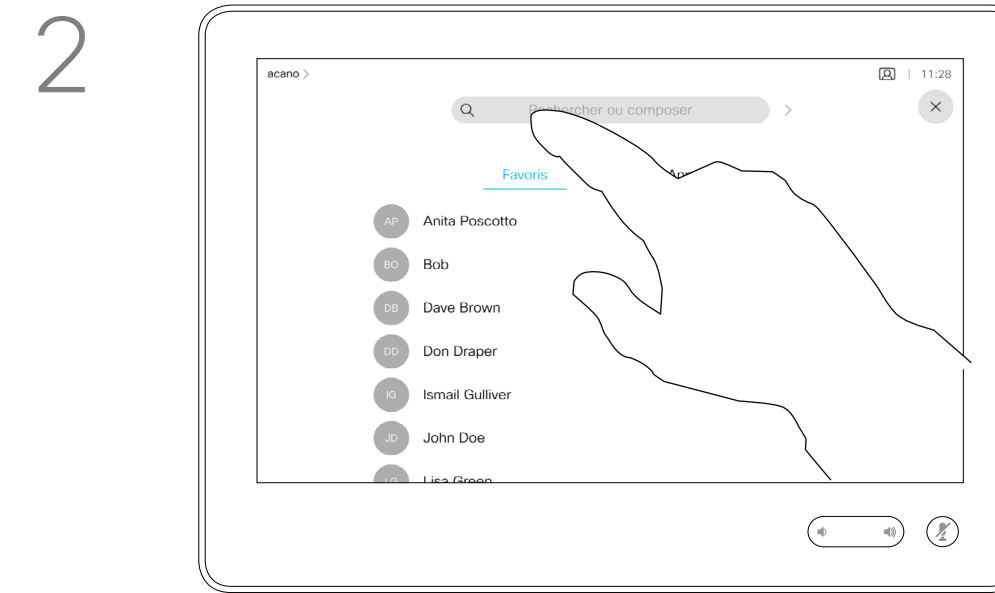 2
acano >
11:28
Rechercher ou composer
Favoris
AP Anita Poscotto
BO Bob
DB Dave Brown
DD Don Draper
IG Ismail Gulliver
JD John Doe
LG Lisa Green